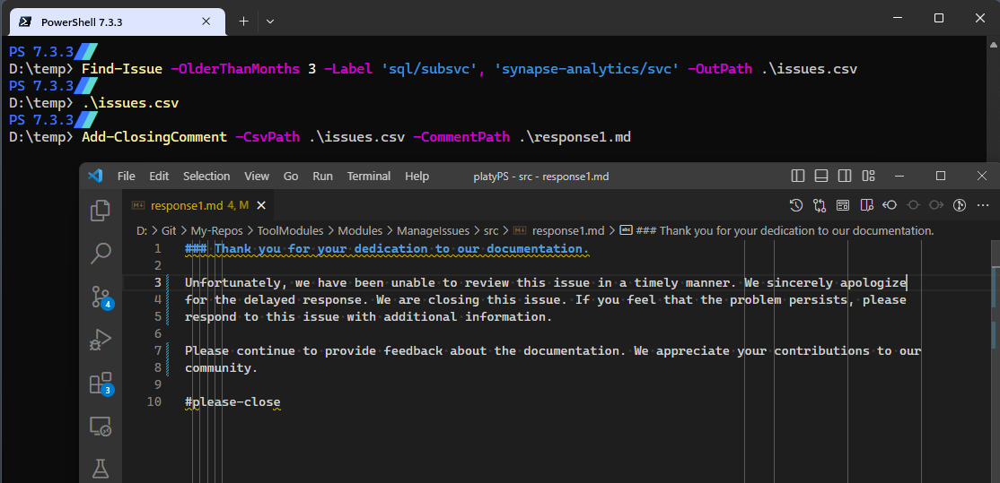 PowerShell 7.3.3
PS 7.3.3
D:\temp> Find-Issue -OlderThanMonths 3 -Label 'sql/subsvc', 'synapse-analytics/svc' -OutPath .\issues.csv
PS 7.3.3
D:\temp> .\issues.csv
PS 7.3.3
D:\temp> Add-ClosingComment -CsvPath .\issues.csv -CommentPath .\response1.md
File Edit Selection View Go Run Terminal Help platyPS - src - response1.md
response1.md 4, M
D: > Git > My-Repos > ToolModules > Modules > ManageIssues > src > response1.md > abc ### Thank you for your dedication to our documentation.
1 ### Thank you for your dedication to our documentation.
2
3 Unfortunately, we have been unable to review this issue in a timely manner. We sincerely apologize
4 for the delayed response. We are closing this issue. If you feel that the problem persists, please
5 respond to this issue with additional information.
6
7 Please continue to provide feedback about the documentation. We appreciate your contributions to our
8 community.
9
10 #please-close
4
3